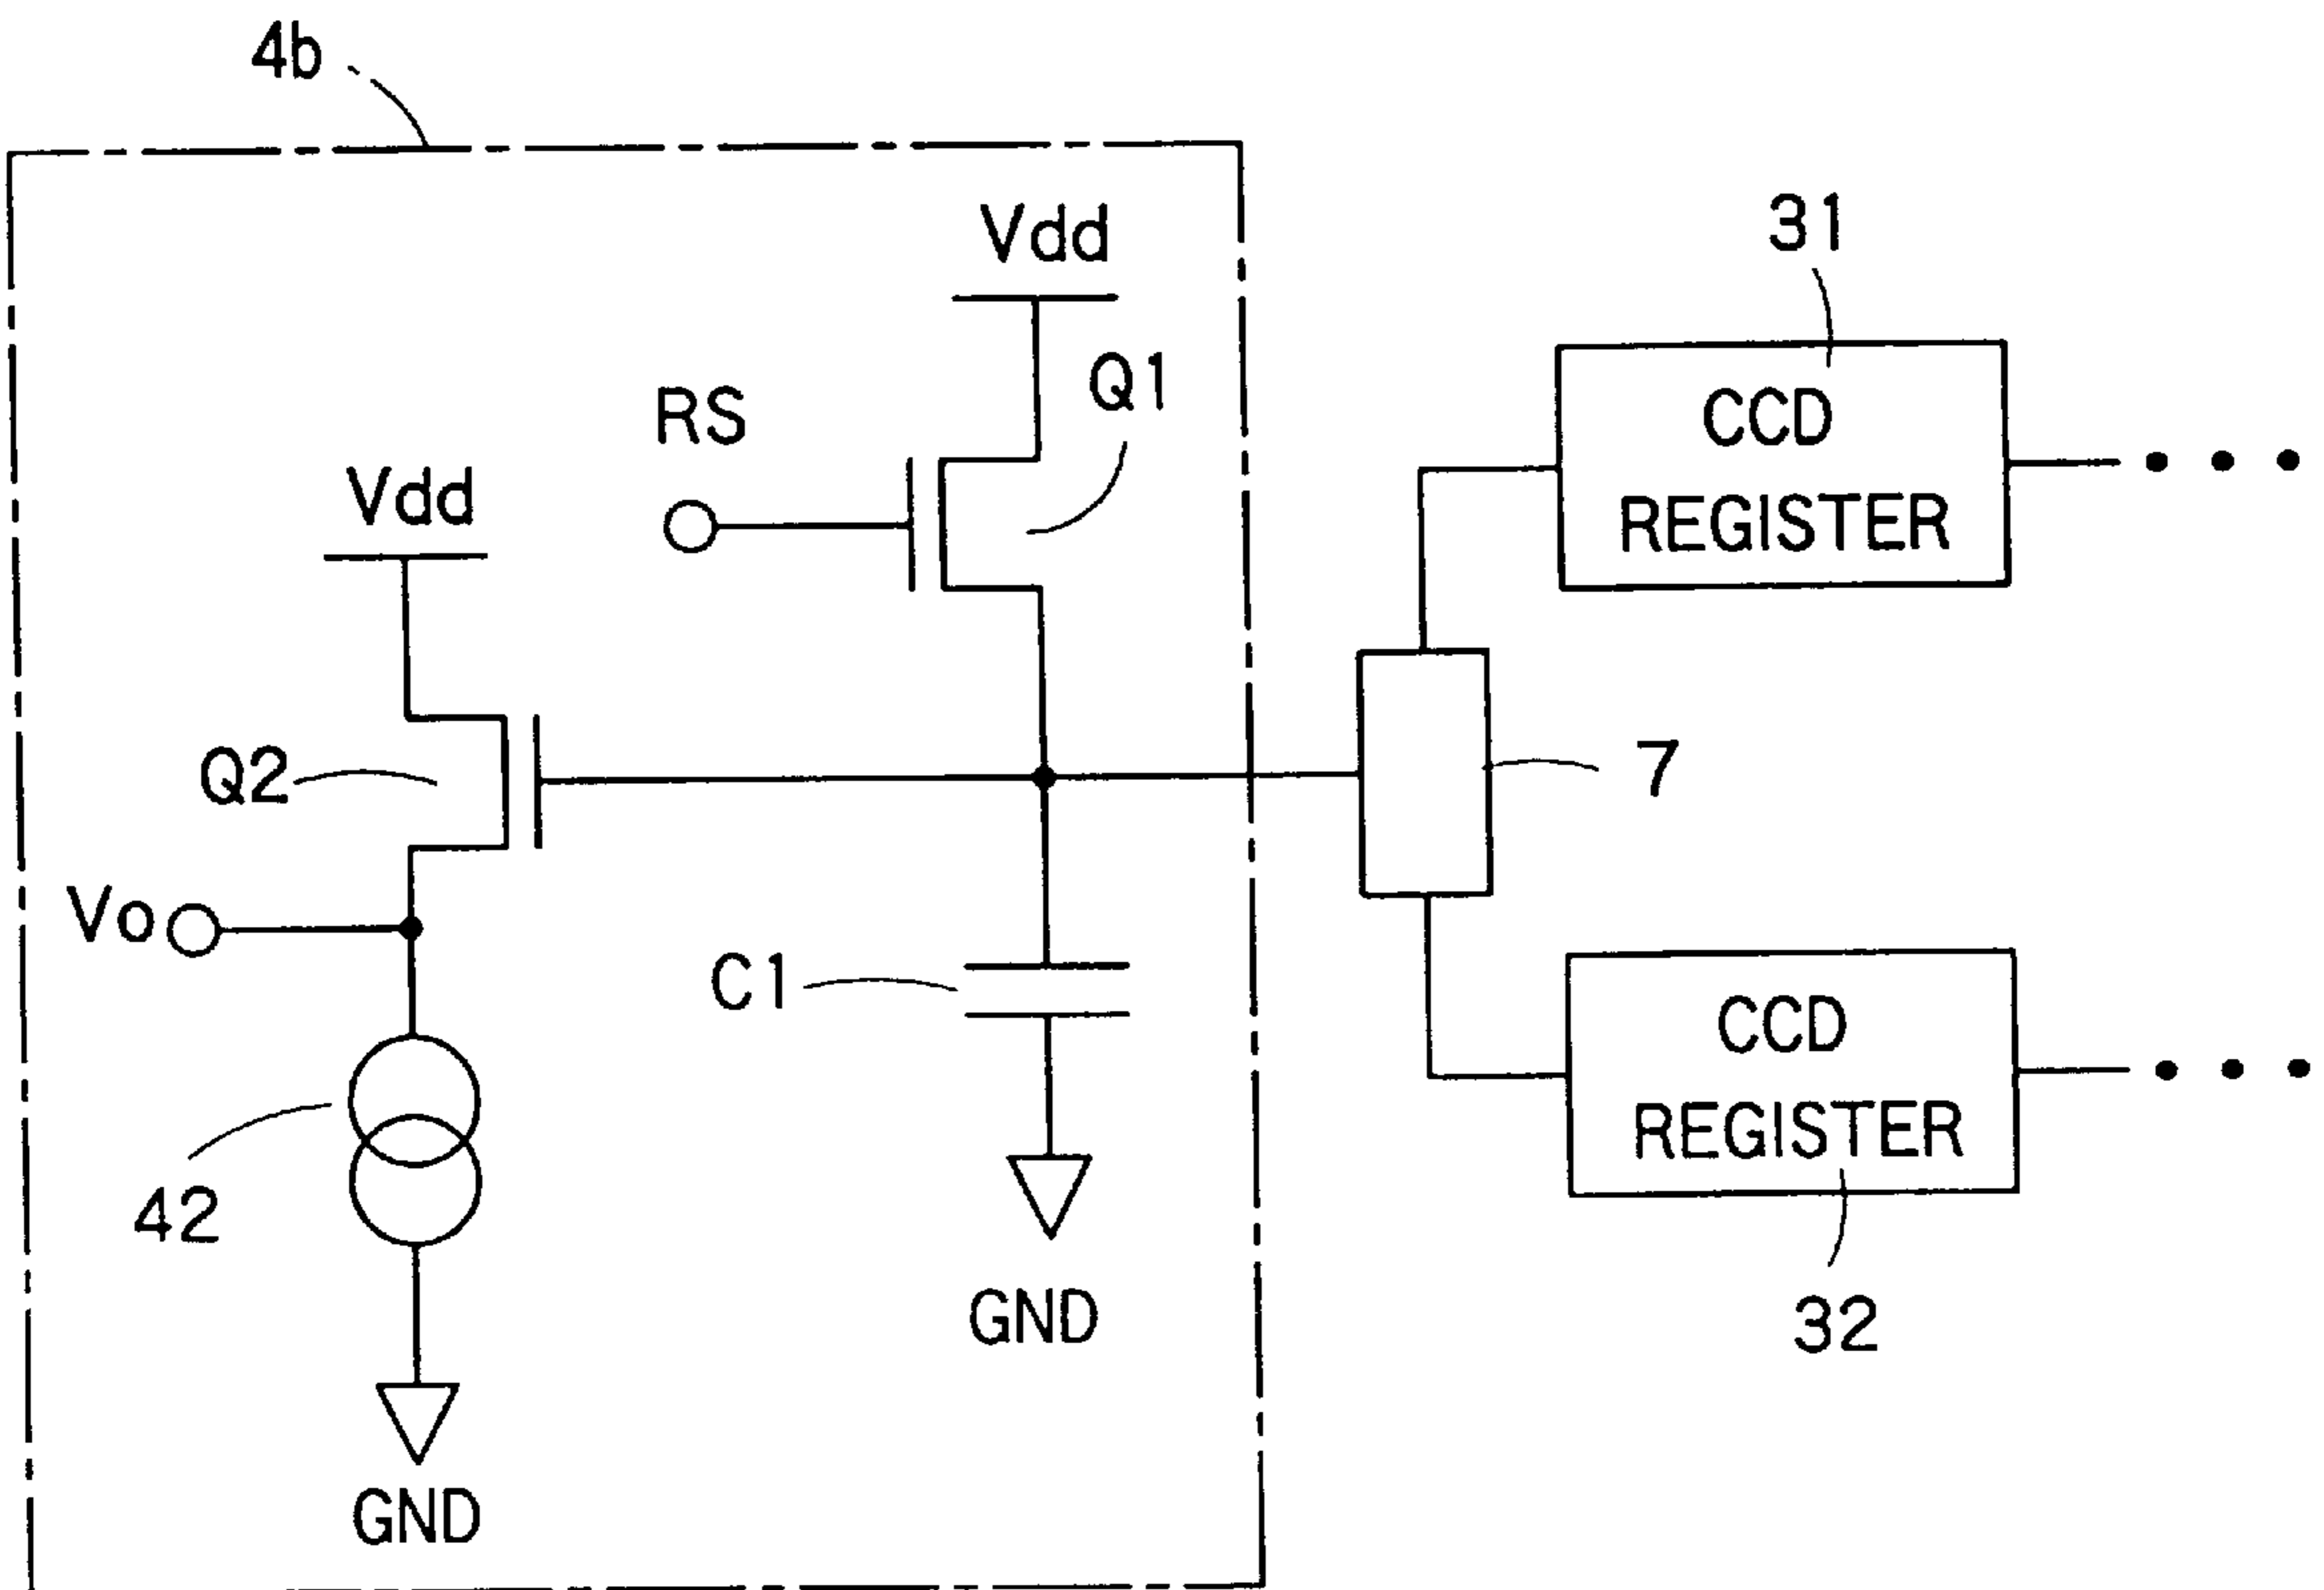 4b
Vdd
31
Q1
RS
CCD
REGISTER
Vdd
Q2
7
Vo
C1
CCD
REGISTER
42
GND
32
GND